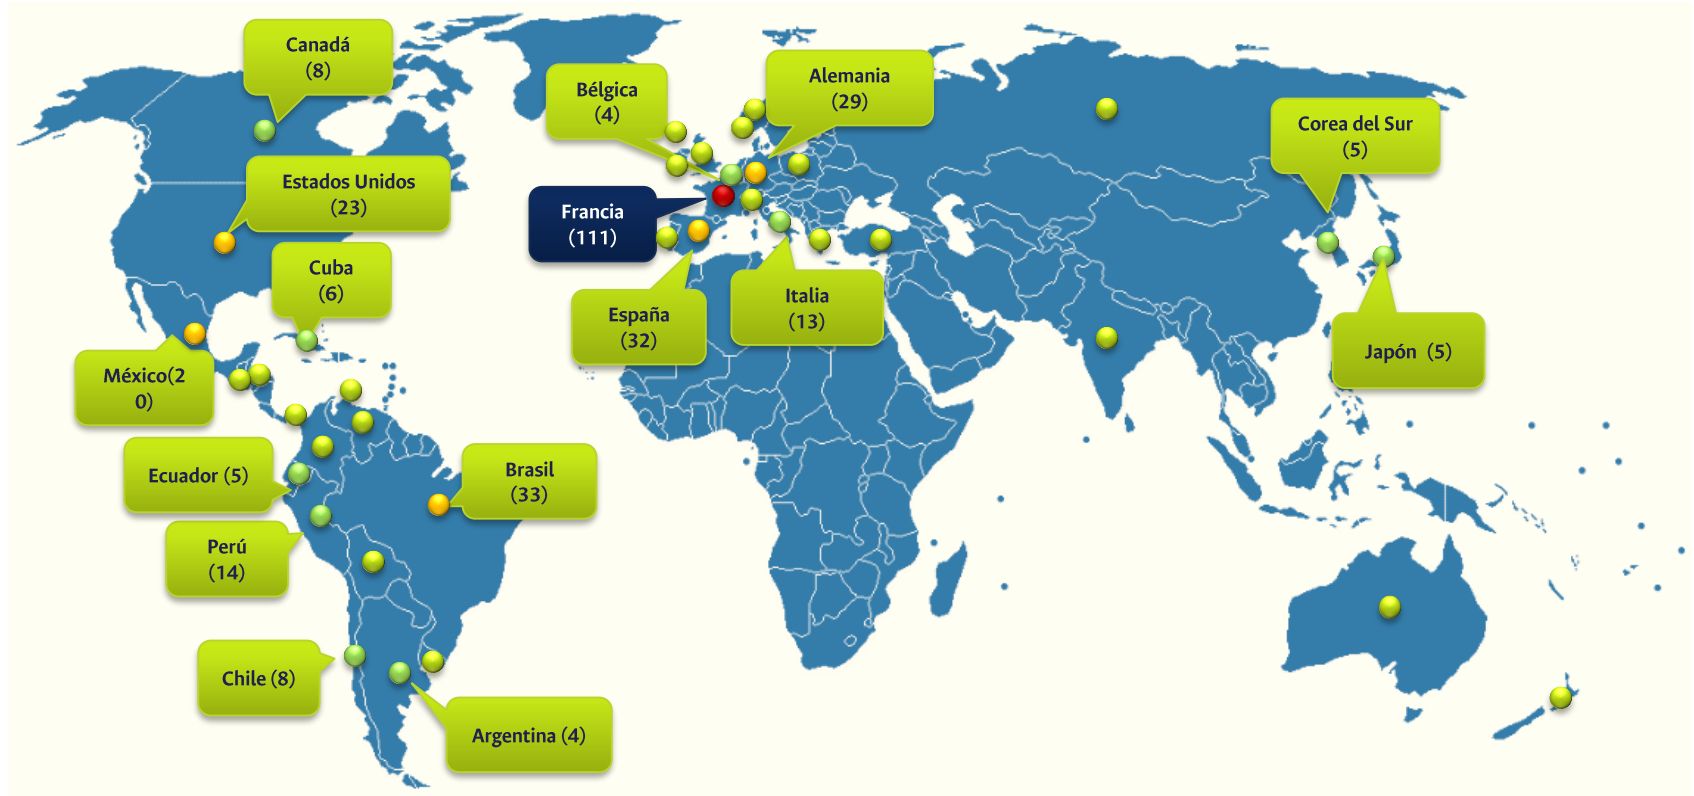 Canadá
(8)
Estados Unidos
(23)
Cuba
(6)
México(2
0)
Ecuador (5)
Perú
(14)
Chile (8)
Argentina (4)
Brasil
(33)
Bélgica
(4)
Alemania
(29)
Francia
(111)
España
(32)
Italia
(13)
Corea del Sur
(5)
Japón (5)